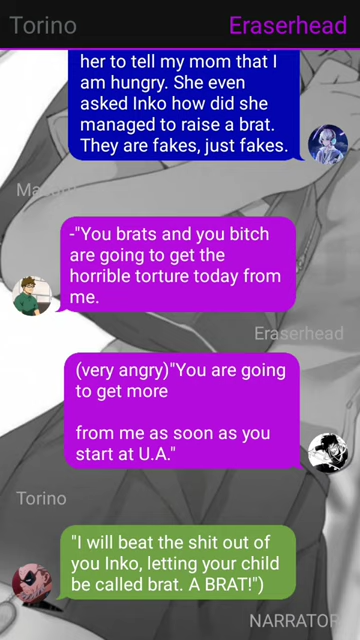 Torino Eraserhead
her to tell my mom that I
am hungry. She even
asked Inko how did she
managed to raise a brat.
They are fakes, just fakes.
-"You brats and you bitch
are going to get the
horrible torture today from
me.
Eraserhead
(very angry)"You are going
to get more
from me as soon as you
start at U.A."
Torino
"I will beat the shit out of
you Inko, letting your child
be called brat. A BRAT!")
NARRATOR